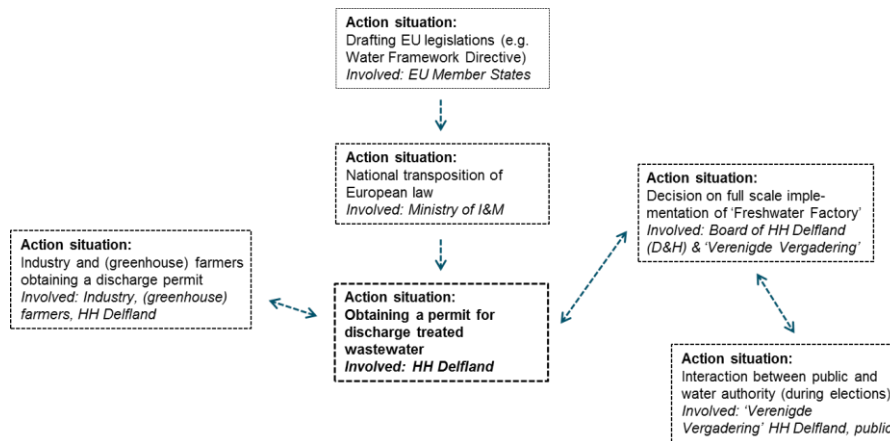 Action situation:
Drafting EU legislations (e.g.
Water Framework Directive)
Involved: EU Member States
Action situation:
National transposition of
European law
Involved: Ministry of I&M
Action situation:
Decision on full scale imple-
mentation of ‘Freshwater Factory’
Involved: Board of HH Delfland
(D&H) & ‘Verenigde Vergadering’
Action situation:
Industry and (greenhouse) farmers
obtaining a discharge permit
Involved: Industry, (greenhouse)
farmers, HH Delfland
Action situation:
Obtaining a permit for
discharge treated
wastewater
Involved: HH Delfland
Action situation:
Interaction between public and
water authority (during elections)
Involved: ‘Verenigde
Vergadering’ HH Delfland, public